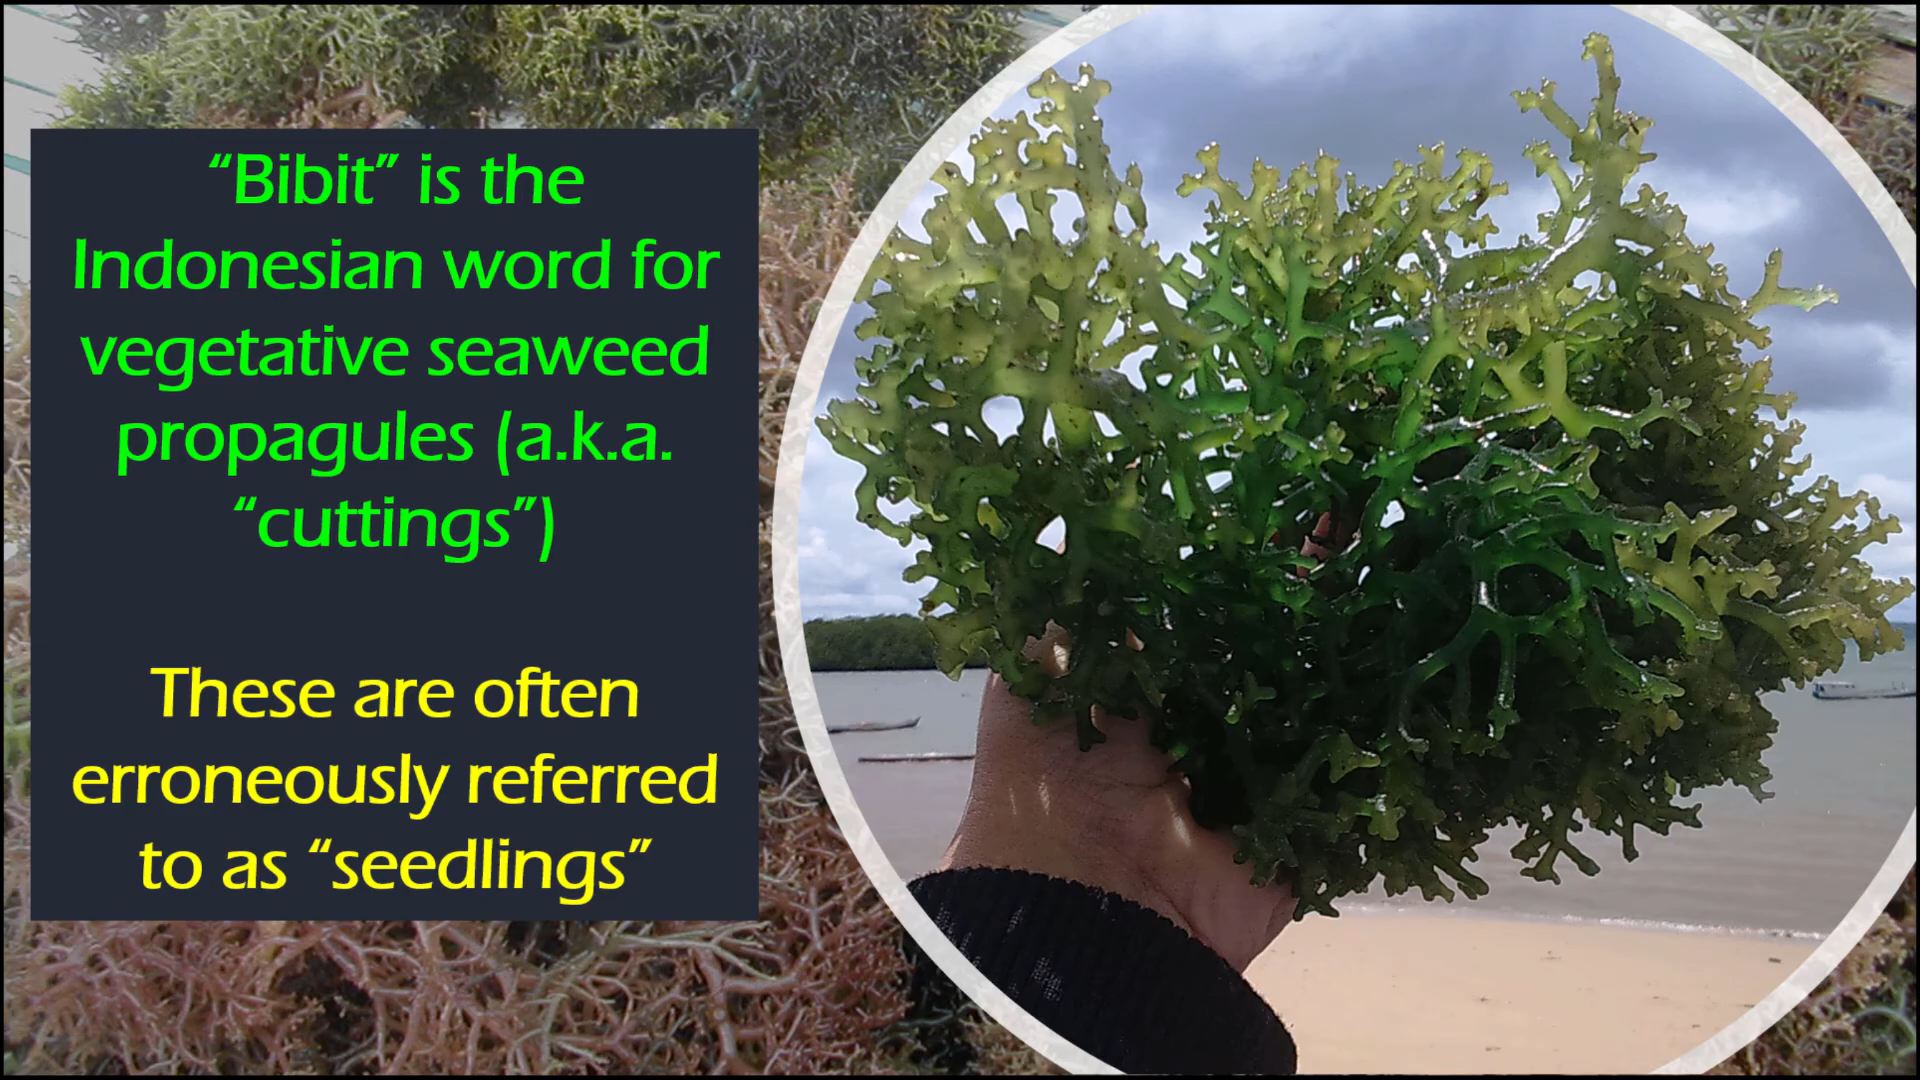 “Bibit” is the
Indonesian word for
vegetative seaweed
propagules (a.k.a.
“cuttings”)
These are often
erroneously referred
to as “seedlings”